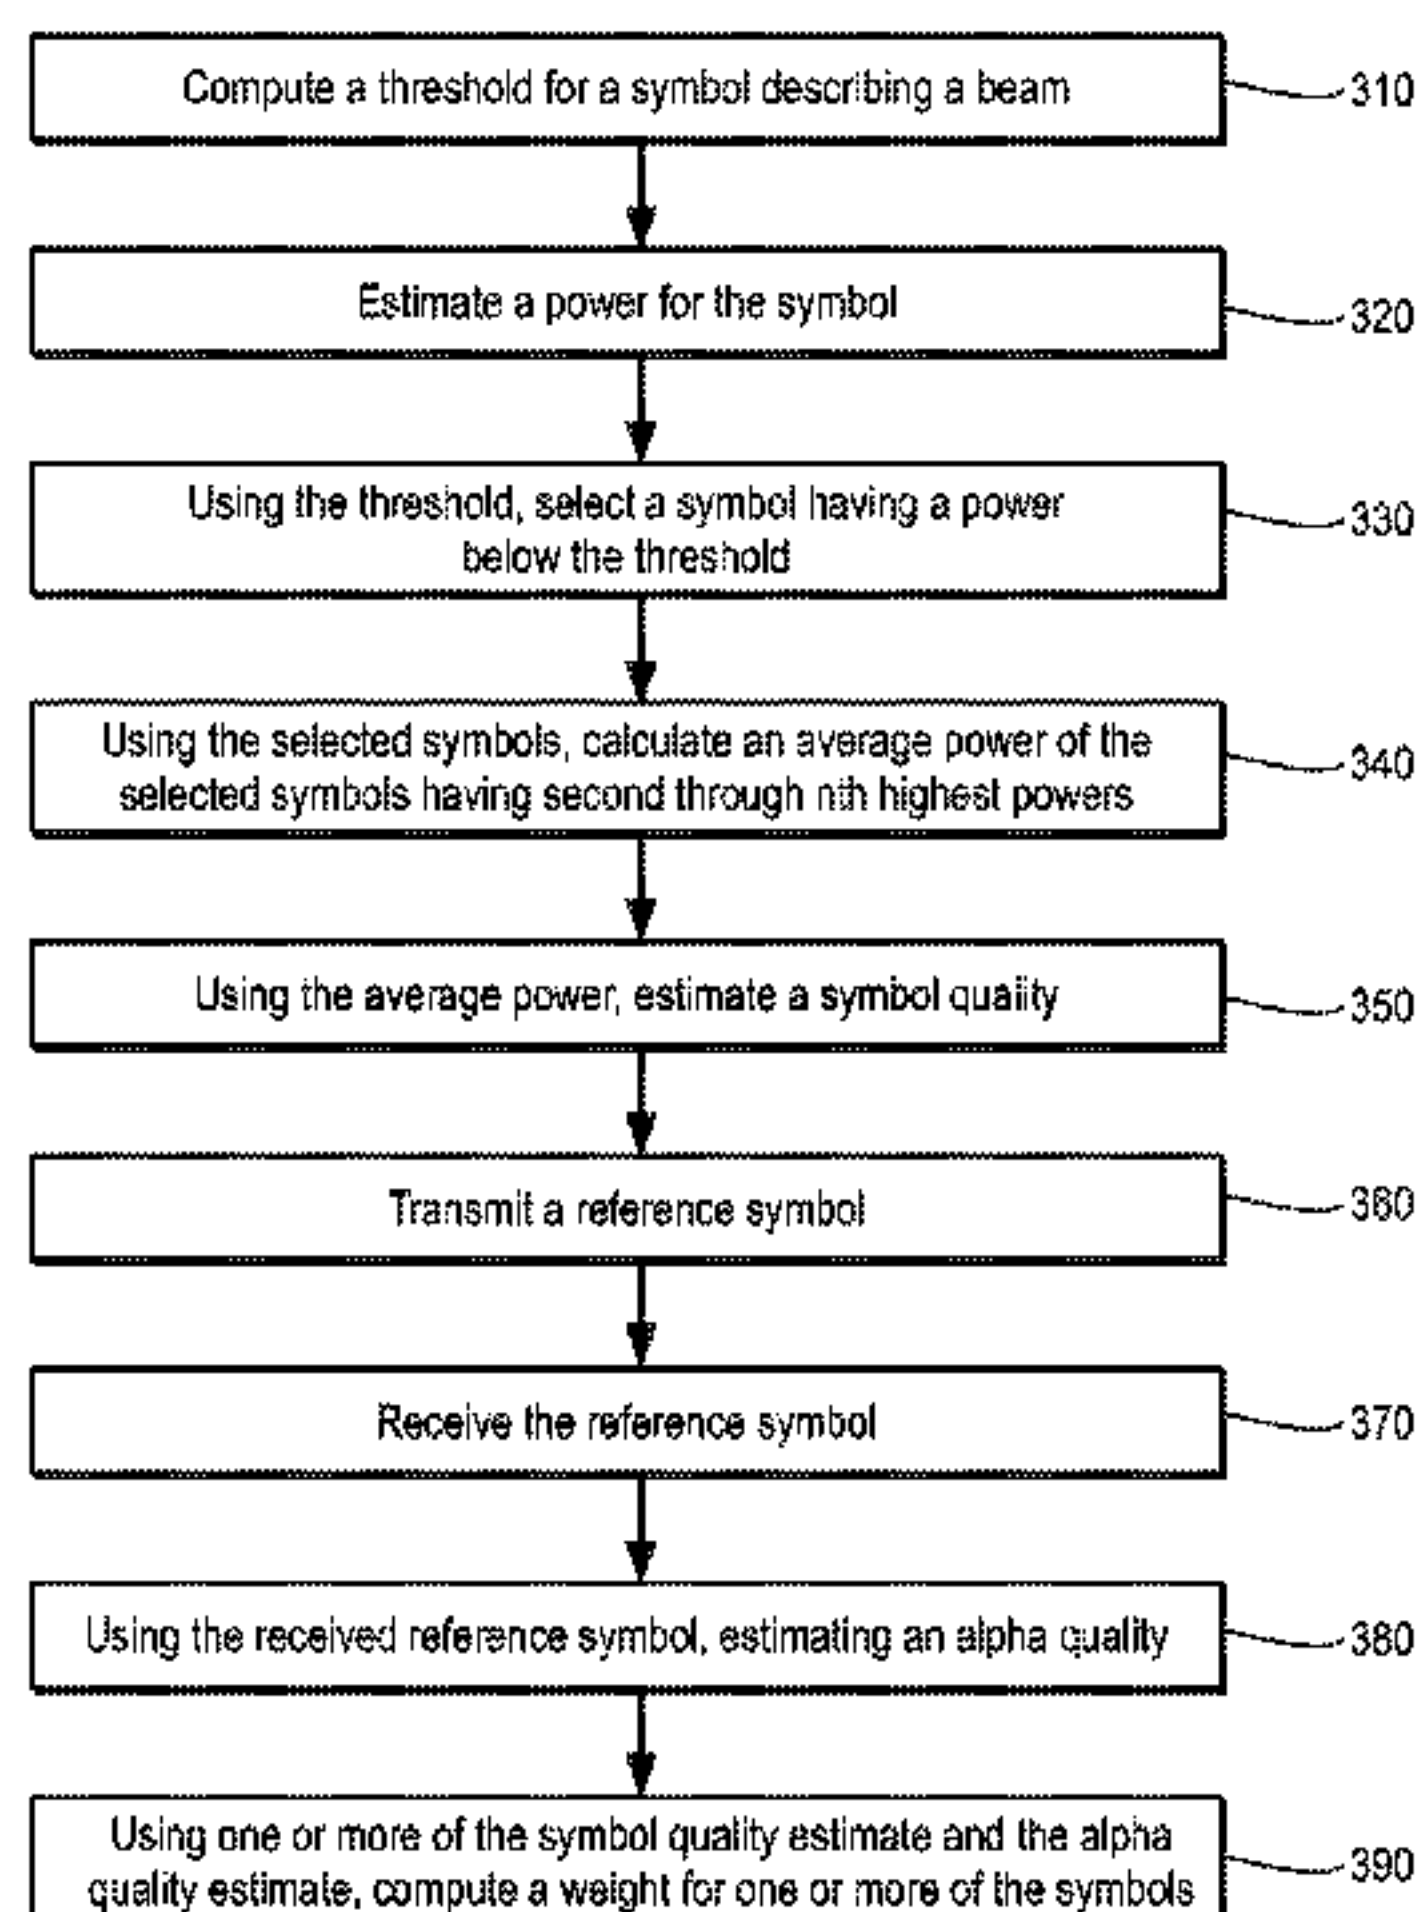 Compute a threshold for a symbol describing a beam
310
Estimate a power for the symbol
320
Using the threshold, select a symbol having a power
below the threshold
330
Using the selected symbols, calculate an average power of the
selected symbols having second through nth highest powers
340
Using the average power, estimate a symbol quality
350
Transmit a reference symbol
360
Receive the reference symbol
370
Using the received reference symbol, estimating an alpha quality
380
Using one or more of the symbol quality estimate and the alpha
quality estimate, compute a weight for one or more of the symbols
390